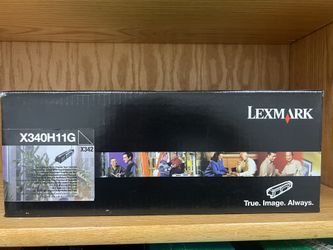 LEXMARK
X340H11G
X342
True. Image. Always.